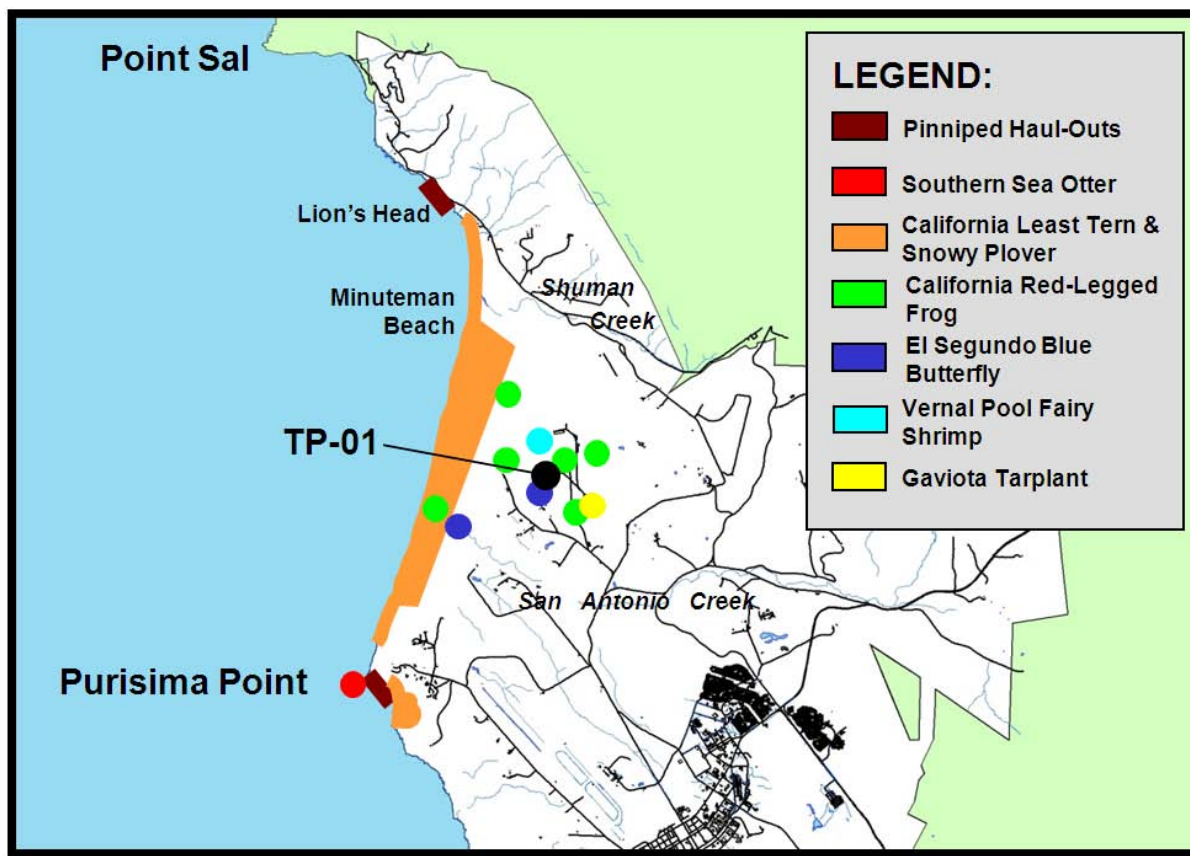 Point Sal
Lion's Head
Minuteman
Beach
Shuman
Creek
TP-01
San Antonio Creek
Purisima Point
LEGEND:
Pinniped Haul-Outs
Southern Sea Otter
California Least Tern &
Snowy Plover
California Red-Legged
Frog
El Segundo Blue
Butterfly
Vernal Pool Fairy
Shrimp
Gaviota Tarplant